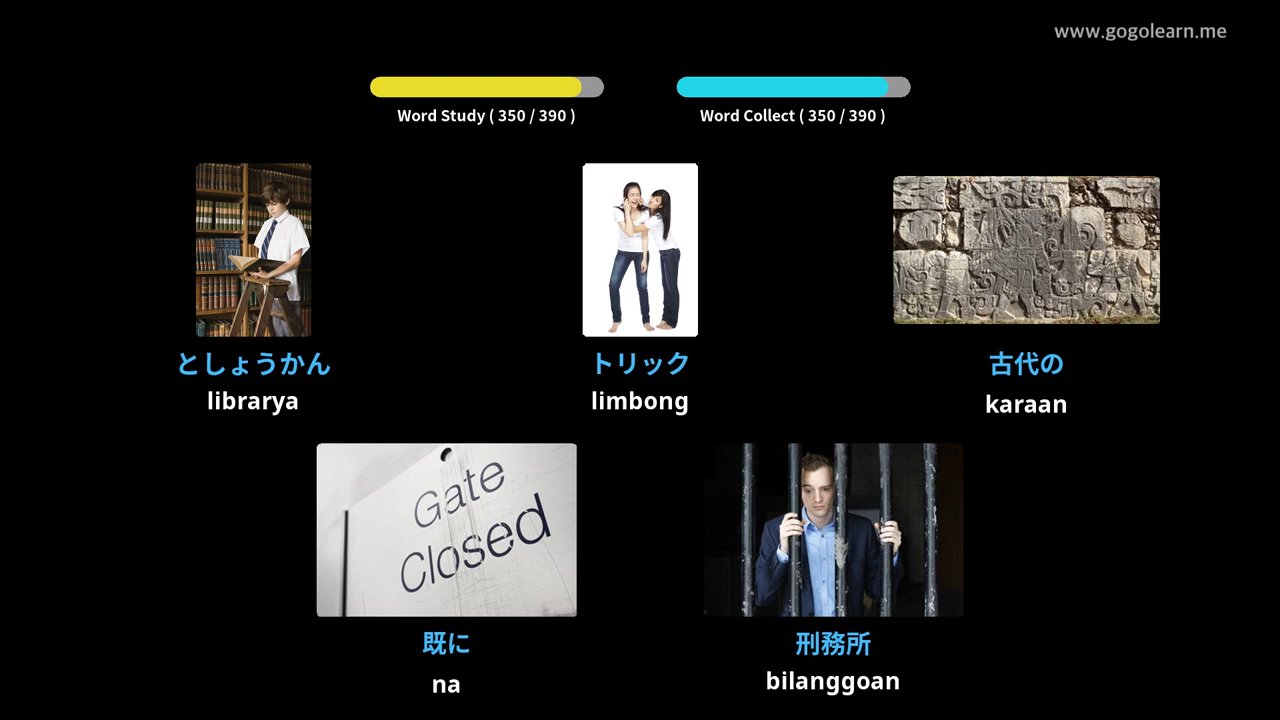 www.gogolearn.me
Word Study ( 350 / 390 )
Word Collect ( 350 / 390 )
としょうかん
librarya
トリック
limbong
古代の
karaan
Gate
Closed
既に
na
刑務所
bilanggoan